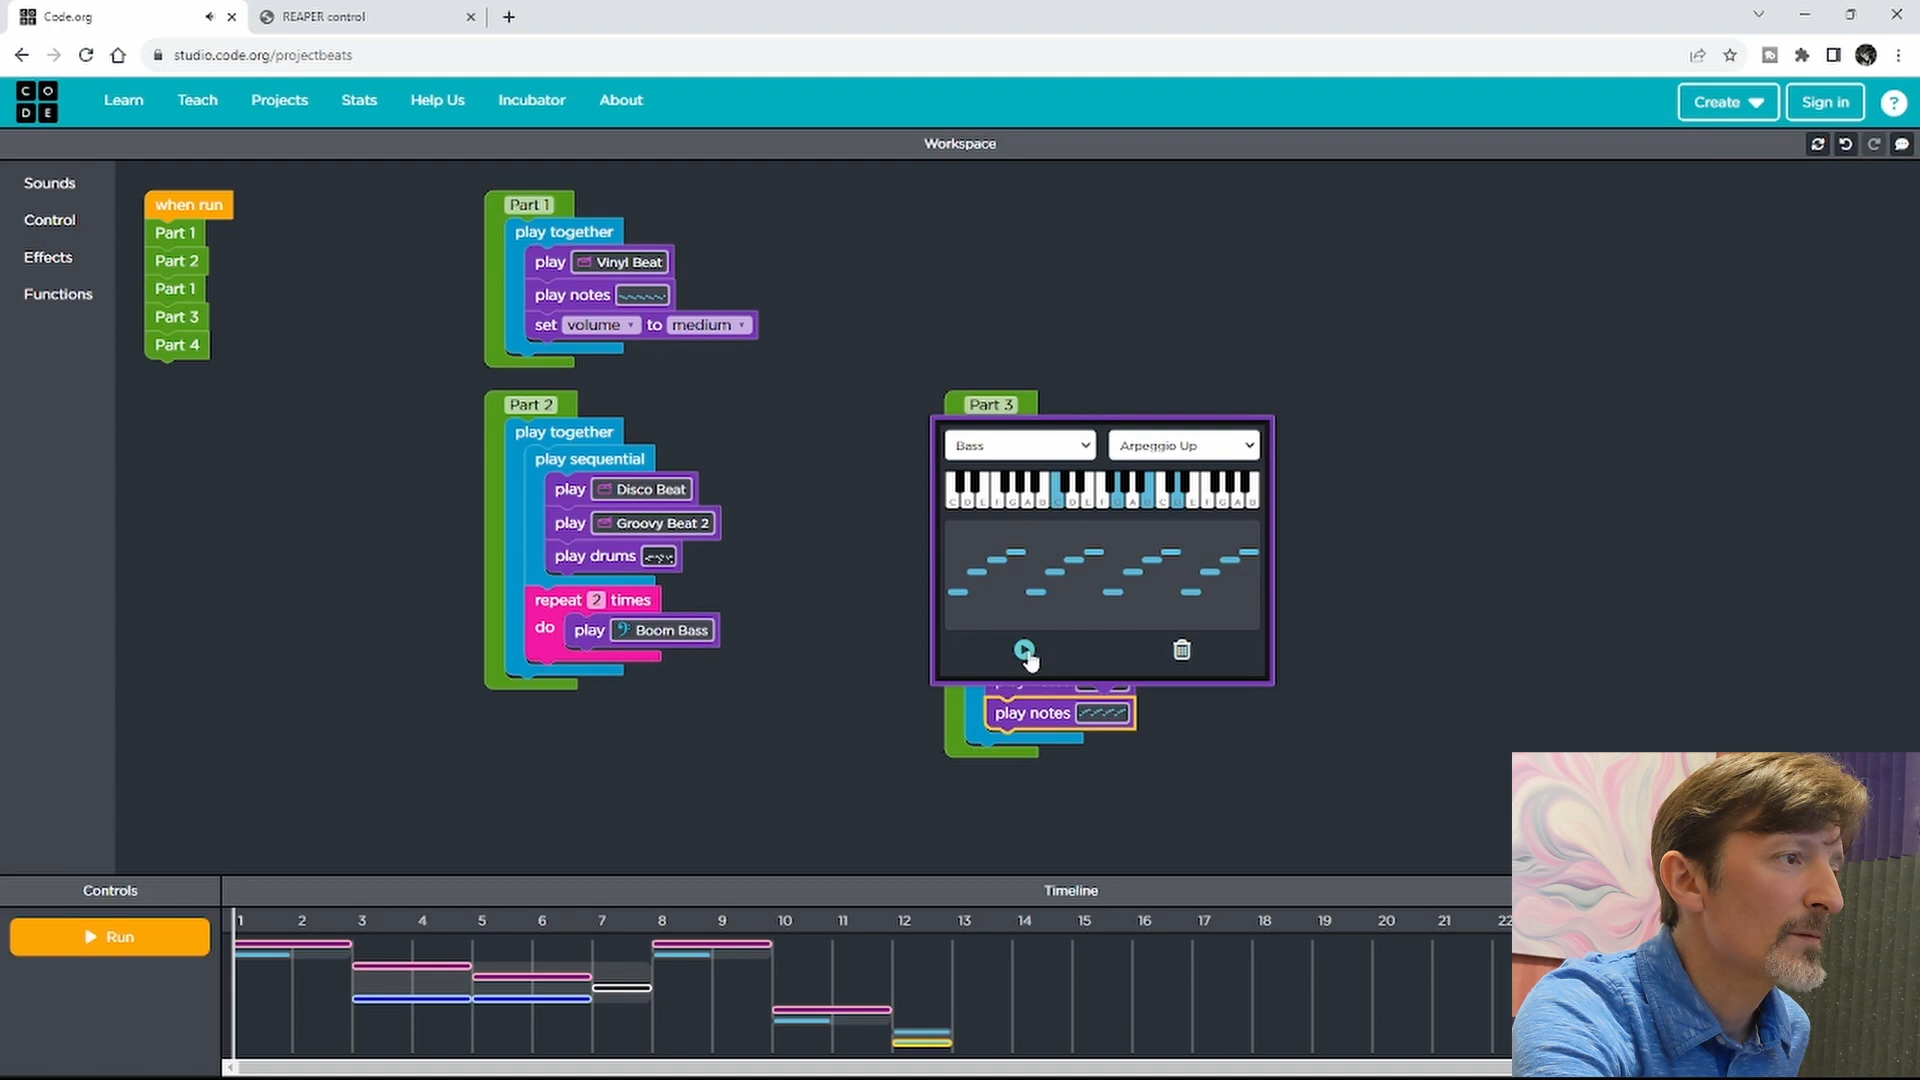 Code.org
REAPER control
studio.code.org/projectbeats
CO
DE
Learn
Teach
Projects
Stats
Help Us
Incubator
About
Create
Sign in
?
Workspace
Sounds
Control
Effects
Functions
when run
Part 1
Part 2
Part 1
Part 3
Part 4
Part 1
play together
play Vinyl Beat
play notes
set volume to medium
Part 2
play together
play sequential
play Disco Beat
play Groovy Beat 2
play drums
repeat 2 times
do play Boom Bass
Part 3
Bass
Arpeggio Up
play notes
Controls
Timeline
Run
1 2 3 4 5 6 7 8 9 10 11 12 13 14 15 16 17 18 19 20 21 22